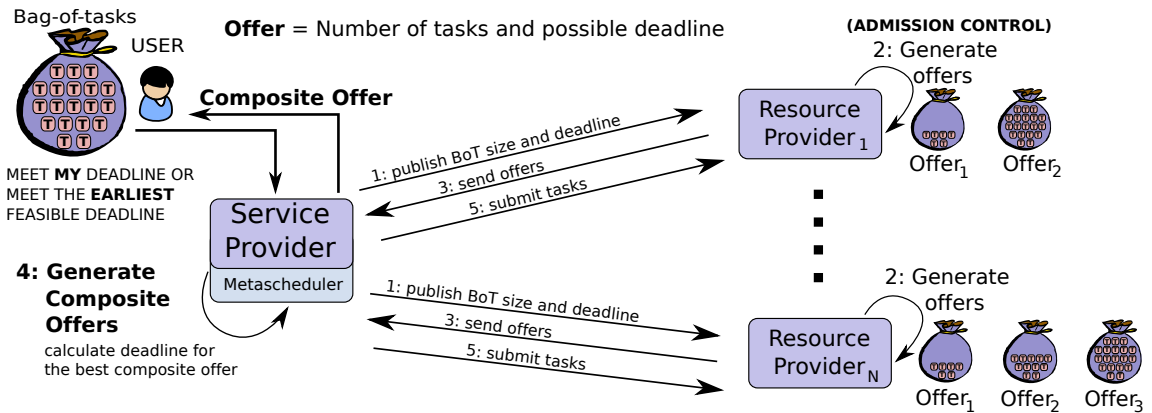 Bag-of-tasks
USER
Offer = Number of tasks and possible deadline
(ADMISSION CONTROL)
2: Generate
offers
Composite Offer
Resource
Provider1
Offer1
Offer2
1: publish BoT size and deadline
3: send offers
5: submit tasks
MEET MY DEADLINE OR
MEET THE EARLIEST
FEASIBLE DEADLINE
Service
Provider
Metascheduler
4: Generate
Composite
Offers
calculate deadline for
the best composite offer
1: publish BoT size and deadline
3: send offers
5: submit tasks
2: Generate
offers
Resource
ProviderN
Offer1
Offer2
Offer3
T T T
T T T T T
T T T T T
T T T T
T T